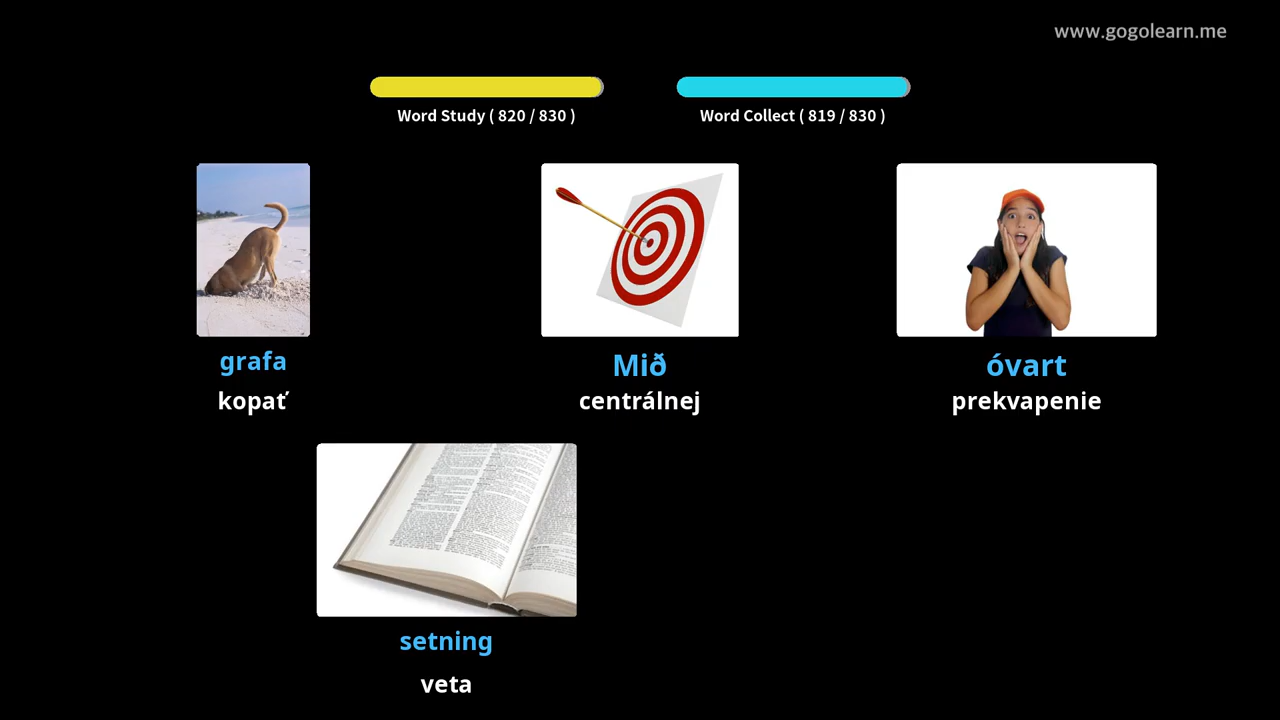 www.gogolearn.me
Word Study ( 820 / 830 )
Word Collect ( 819 / 830 )
grafa
kopať
Mið
centrálnej
óvart
prekvapenie
setning
veta